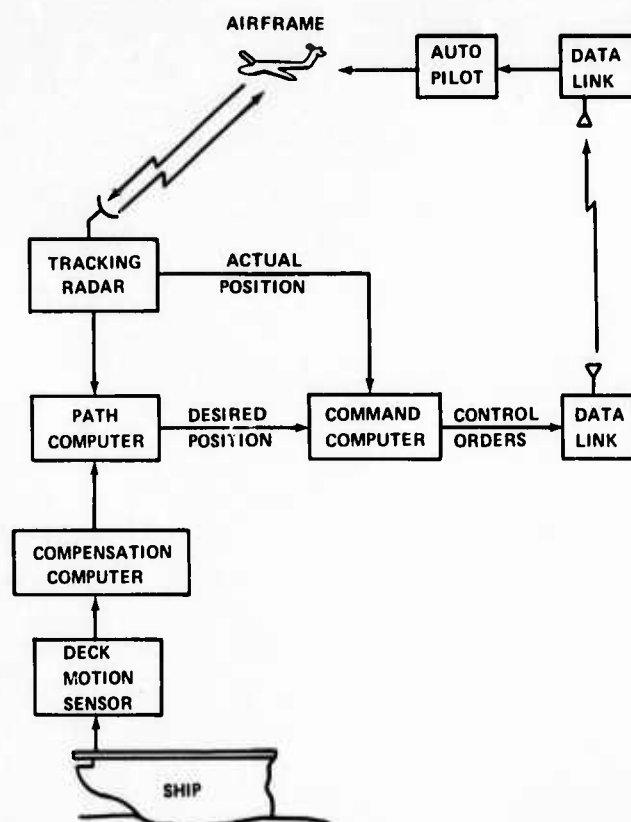 AIRFRAME
AUTO
PILOT
DATA
LINK
TRACKING
RADAR
ACTUAL
POSITION
PATH
COMPUTER
DESIRED
POSITION
COMMAND
COMPUTER
CONTROL
ORDERS
DATA
LINK
COMPENSATION
COMPUTER
DECK
MOTION
SENSOR
SHIP